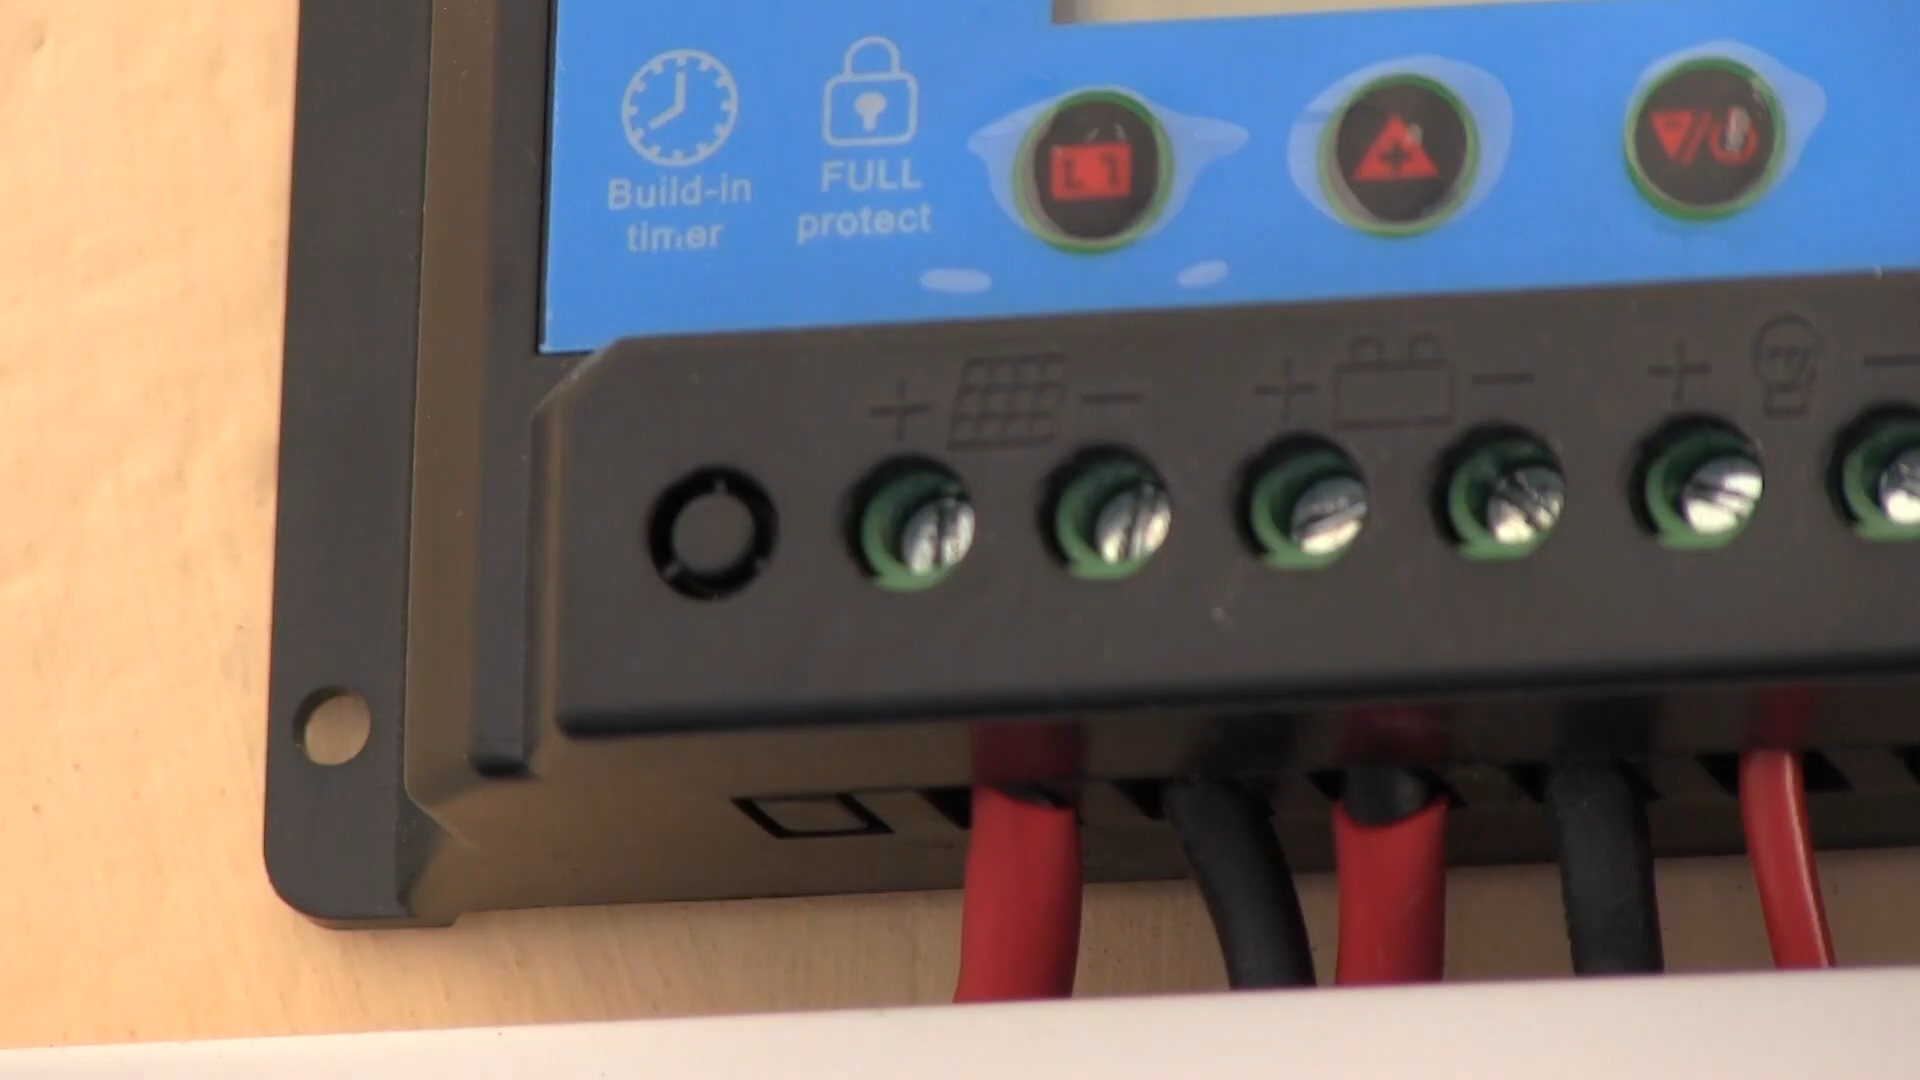 Build-in
timer
FULL
protect
+ -
+ -
+ -